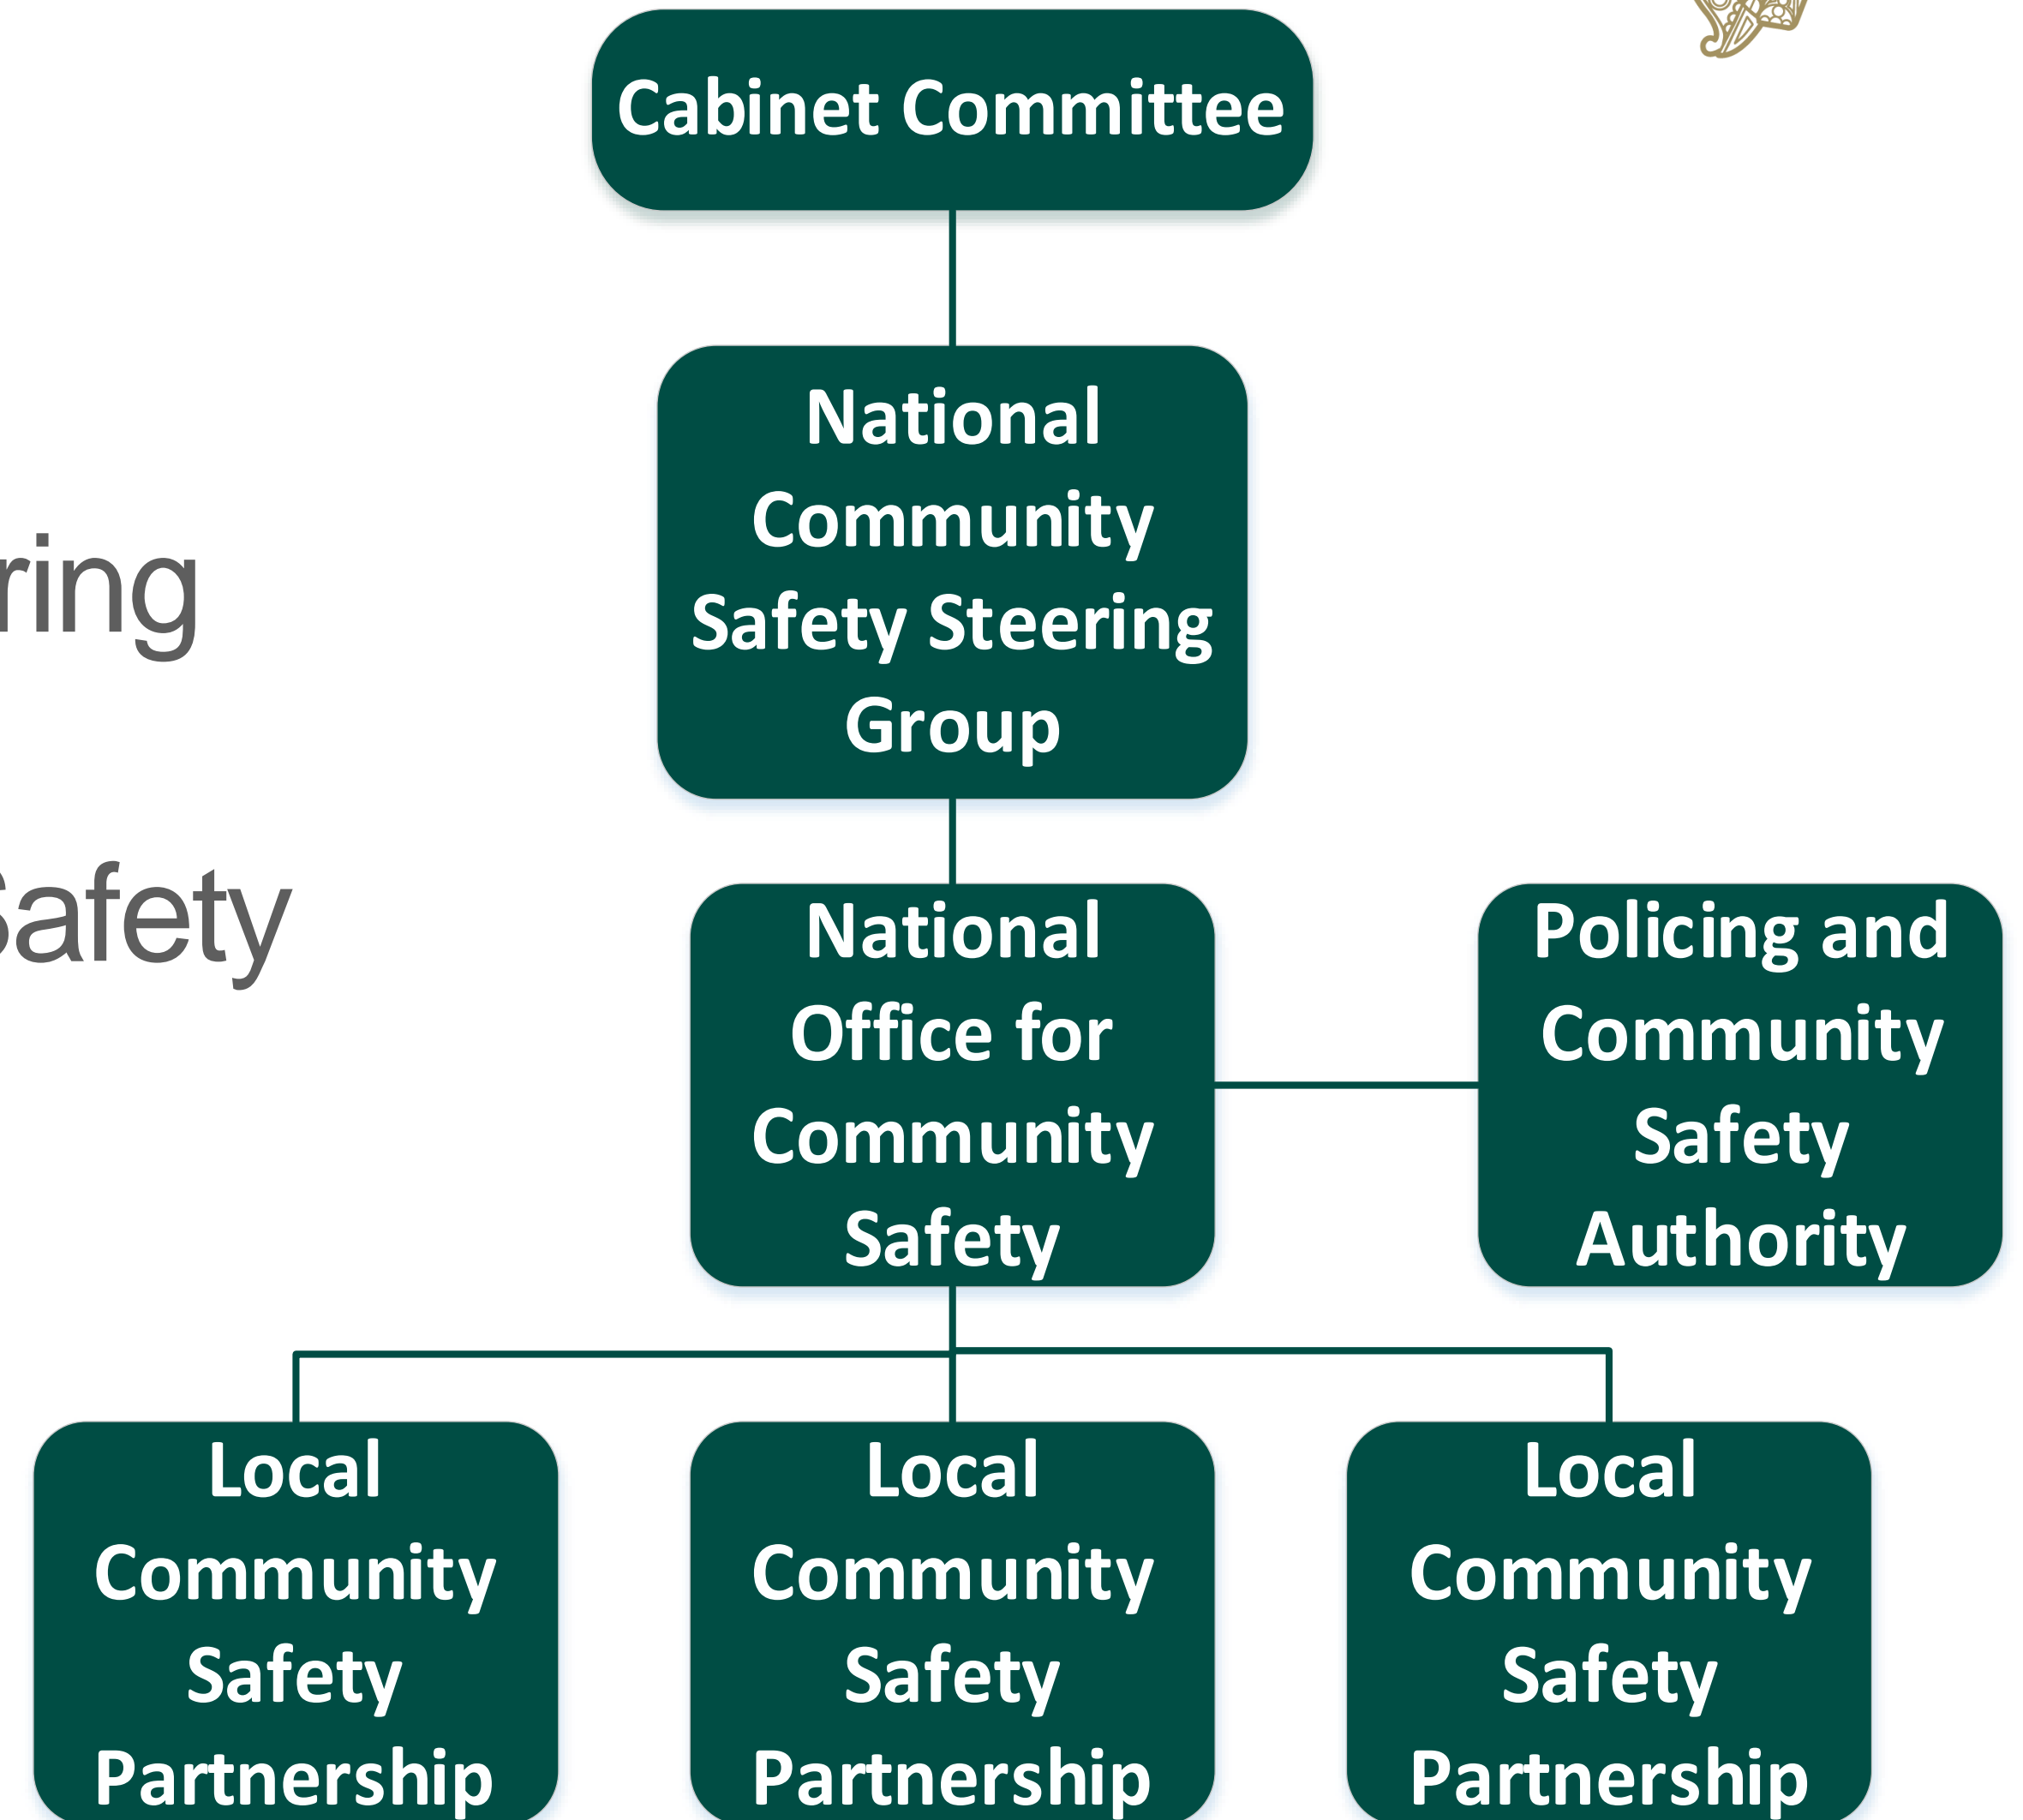 Cabinet Committee
National
Community
Safety Steering
Group
ring
Safety
National
Office for
Community
Safety
Policing and
Community
Safety
Authority
Local
Community
Safety
Partnership
Local
Community
Safety
Partnership
Local
Community
Safety
Partnership